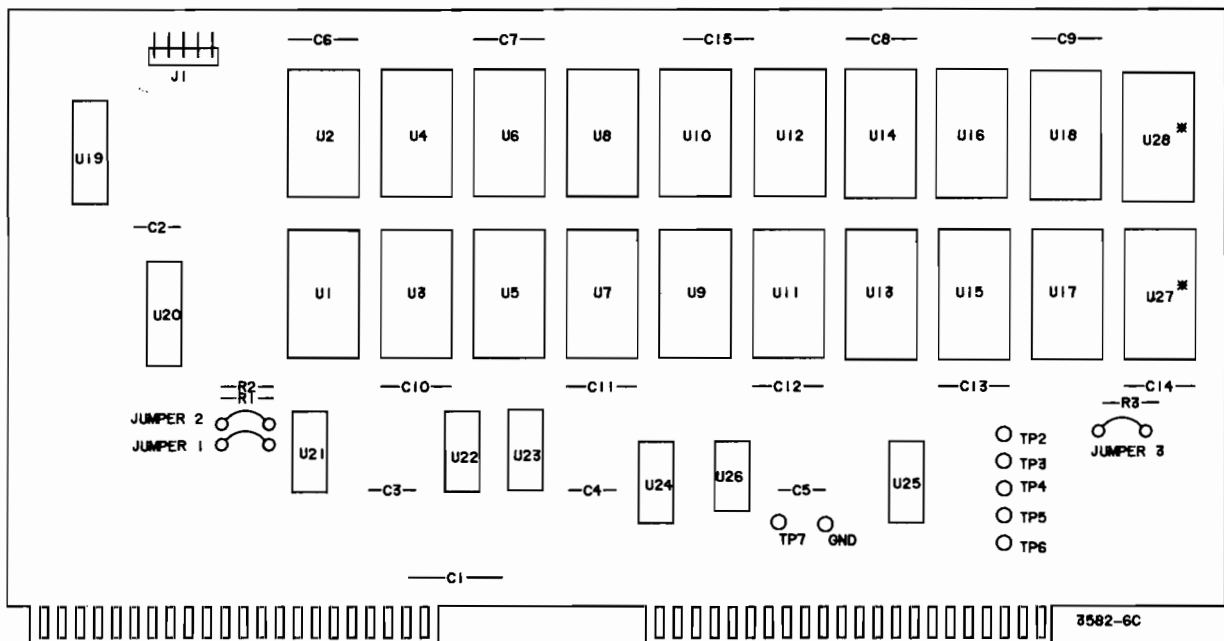 C6 C7 C15 C8 C9
J1
U2 U4 U6 U8 U10 U12 U14 U16 U18 U28*
U19
C2
U1 U3 U5 U7 U9 U11 U13 U15 U17 U27*
U20
R2 C10 C11 C12 C13 C14
R1 R3
JUMPER 2
JUMPER 1
TP2
JUMPER 3
U21 U22 U23 U24 U26 U25
TP3
C3 C4 C5 TP4
TP5
TP7 GND
TP6
C1
3582-6C